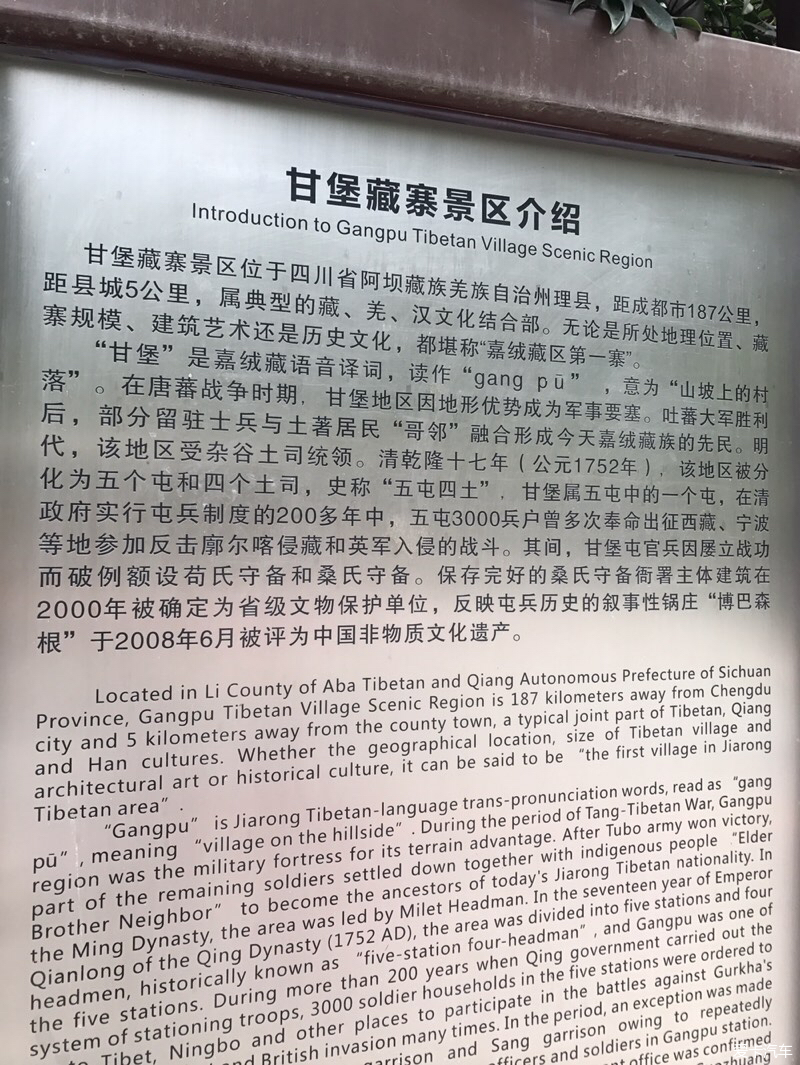 甘堡藏寨景区介绍
Introduction to Gangpu Tibetan Village Scenic Region
甘堡藏寨景区位于四川省阿坝藏族羌族自治州理县，距成都市187公里，
距县城5公里，属典型的藏、羌、汉文化结合部。无论是所处地理位置、藏
寨规模、建筑艺术还是历史文化，都堪称“嘉绒藏区第一寨”。
“甘堡”是嘉绒藏语音译词，读作“gang pū”，意为“山坡上的村
落”。在唐蕃战争时期，甘堡地区因地形优势成为军事要塞。吐蕃大军胜利
后，部分留驻士兵与土著居民“哥邻”融合形成今天嘉绒藏族的先民。明
代，该地区受杂谷土司统领。清乾隆十七年（公元1752年），该地区被分
化为五个屯和四个土司，史称“五屯四土”，甘堡属五屯中的一个屯，在清
政府实行屯兵制度的200多年中，五屯3000兵户曾多次奉命出征西藏、宁波
等地参加反击廓尔喀侵藏和英军入侵的战斗。其间，甘堡屯官兵因屡立战功
而破例额设苟氏守备和桑氏守备。保存完好的桑氏守备衙署主体建筑在
2000年被确定为省级文物保护单位，反映屯兵历史的叙事性锅庄“博巴森
根”于2008年6月被评为中国非物质文化遗产。
Located in Li County of Aba Tibetan and Qiang Autonomous Prefecture of Sichuan
Province, Gangpu Tibetan Village Scenic Region is 187 kilometers away from Chengdu
city and 5 kilometers away from the county town, a typical joint part of Tibetan, Qiang
and Han cultures. Whether the geographical location, size of Tibetan village and
architectural art or historical culture, it can be said to be “the first village in Jiarong
Tibetan area”.
“Gangpu” is Jiarong Tibetan-language trans-pronunciation words, read as “gang
pū”, meaning “village on the hillside”. During the period of Tang-Tibetan War, Gangpu
region was the military fortress for its terrain advantage. After Tubo army won victory,
part of the remaining soldiers settled down together with indigenous people “Elder
Brother Neighbor” to become the ancestors of today's Jiarong Tibetan nationality. In
the Ming Dynasty, the area was led by Milet Headman. In the seventeen year of Emperor
Qianlong of the Qing Dynasty (1752 AD), the area was divided into five stations and four
headmen, historically known as “five-station four-headman”, and Gangpu was one of
the five stations. During more than 200 years when Qing government carried out the
system of stationing troops, 3000 soldier households in the five stations were ordered to
to Tibet, Ningbo and other places to participate in the battles against Gurkha's
and British invasion many times. In the period, an exception was made
garrison and Sang garrison owing to repeatedly
officers and soldiers in Gangpu station.
office was confirmed